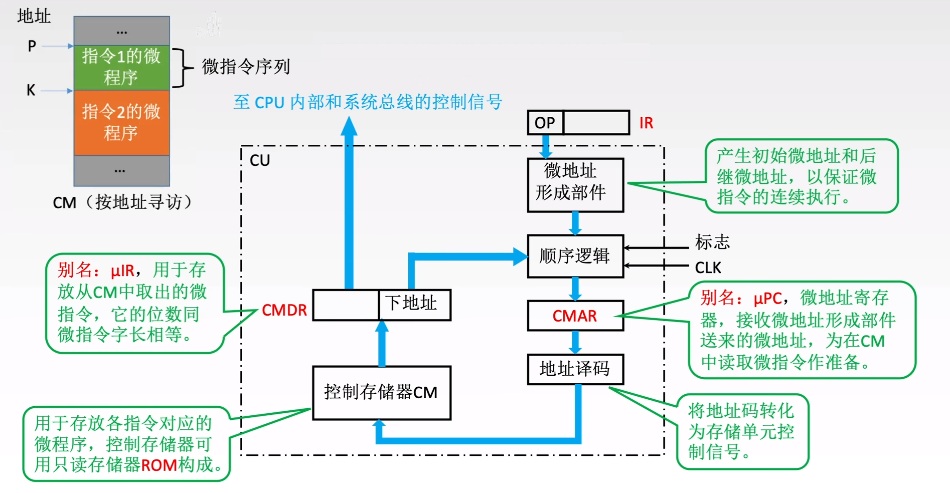 地址
...
P
指令1的微
程序
微指令序列
K
指令2的微
程序
...
CM（按地址寻访）
至 CPU 内部和系统总线的控制信号
OP
IR
CU
微地址
形成部件
产生初始微地址和后
继微地址，以保证微
指令的连续执行。
顺序逻辑
标志
CLK
别名：μIR，用于存
放从CM中取出的微
指令，它的位数同
微指令字长相等。
CMDR
下地址
CMAR
别名：μPC，微地址寄存
器，接收微地址形成部件
送来的微地址，为在CM
中读取微指令作准备。
地址译码
控制存储器CM
用于存放各指令对应的
微程序，控制存储器可
用只读存储器ROM构成。
将地址码转化
为存储单元控
制信号。